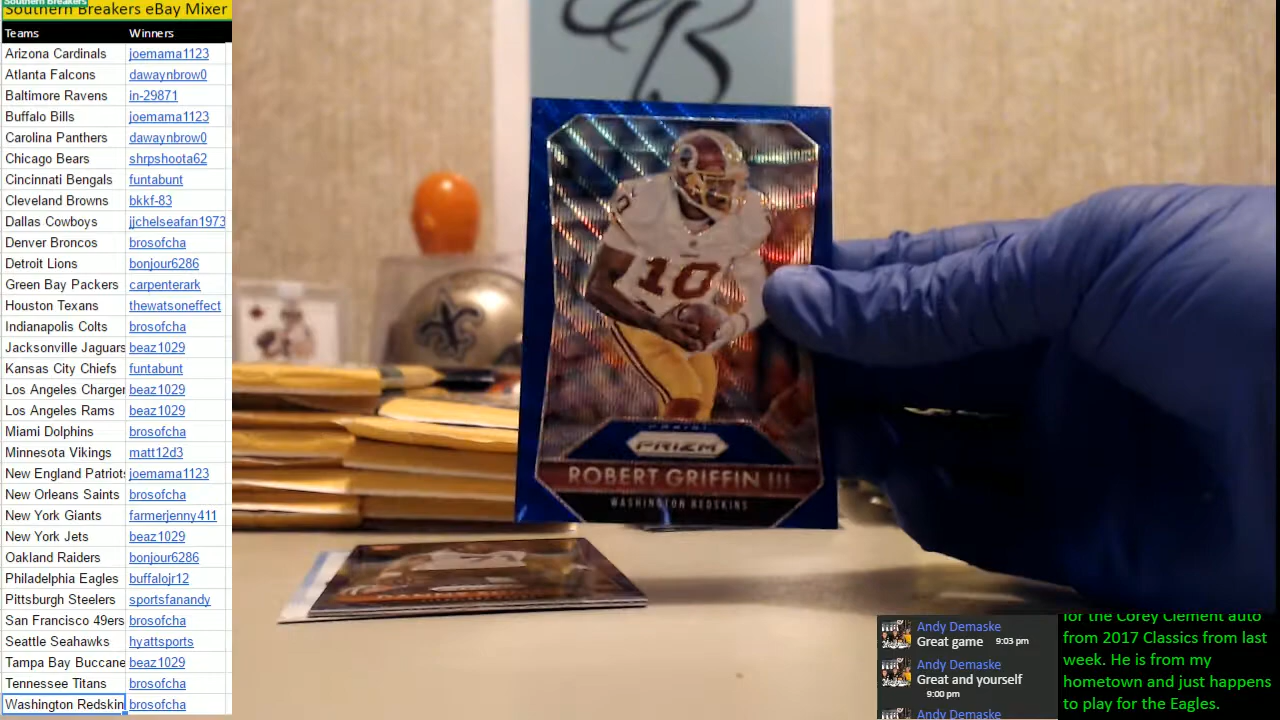 Southern Breakers
Southern Breakers eBay Mixer
Teams Winners
Arizona Cardinals joemama1123
Atlanta Falcons dawaynbrow0
Baltimore Ravens in-29871
Buffalo Bills joemama1123
Carolina Panthers dawaynbrow0
Chicago Bears shrpshoota62
Cincinnati Bengals funtabunt
Cleveland Browns bkkf-83
Dallas Cowboys jjchelseafan1973
Denver Broncos brosofcha
Detroit Lions bonjour6286
Green Bay Packers carpenterark
Houston Texans thewatsoneffect
Indianapolis Colts brosofcha
Jacksonville Jaguars beaz1029
Kansas City Chiefs funtabunt
Los Angeles Charger beaz1029
Los Angeles Rams beaz1029
Miami Dolphins brosofcha
Minnesota Vikings matt12d3
New England Patriots joemama1123
New Orleans Saints brosofcha
New York Giants farmerjenny411
New York Jets beaz1029
Oakland Raiders bonjour6286
Philadelphia Eagles buffalojr12
Pittsburgh Steelers sportsfanandy
San Francisco 49ers brosofcha
Seattle Seahawks hyattsports
Tampa Bay Buccane beaz1029
Tennessee Titans brosofcha
Washington Redskin brosofcha
B
10
PANINI
PRIZM
ROBERT GRIFFIN III
WASHINGTON REDSKINS
Andy Demaske
Great game 9:03 pm
Andy Demaske
Great and yourself
9:00 pm
Andy Demaske
for the Corey Clement auto
from 2017 Classics from last
week. He is from my
hometown and just happens
to play for the Eagles.